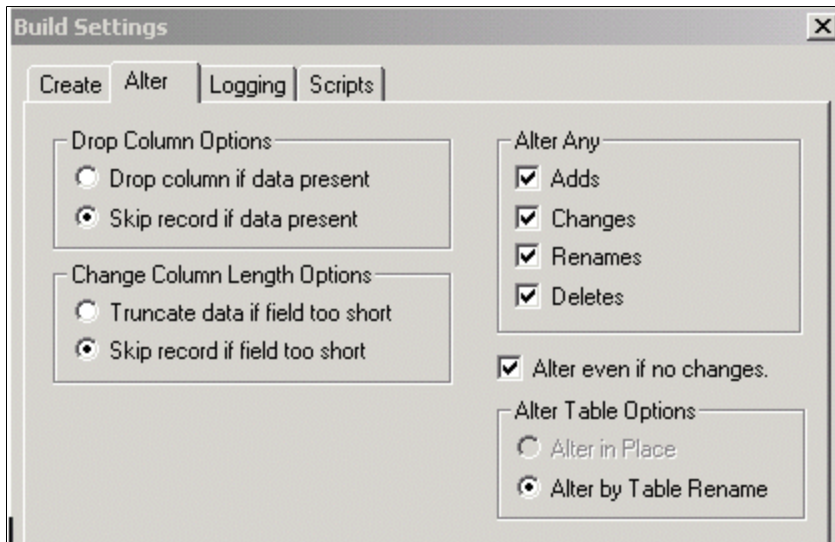 Build Settings
Create Alter Logging Scripts
Drop Column Options
Drop column if data present
Skip record if data present
Change Column Length Options
Truncate data if field too short
Skip record if field too short
Alter Any
Adds
Changes
Renames
Deletes
Alter even if no changes.
Alter Table Options
Alter in Place
Alter by Table Rename